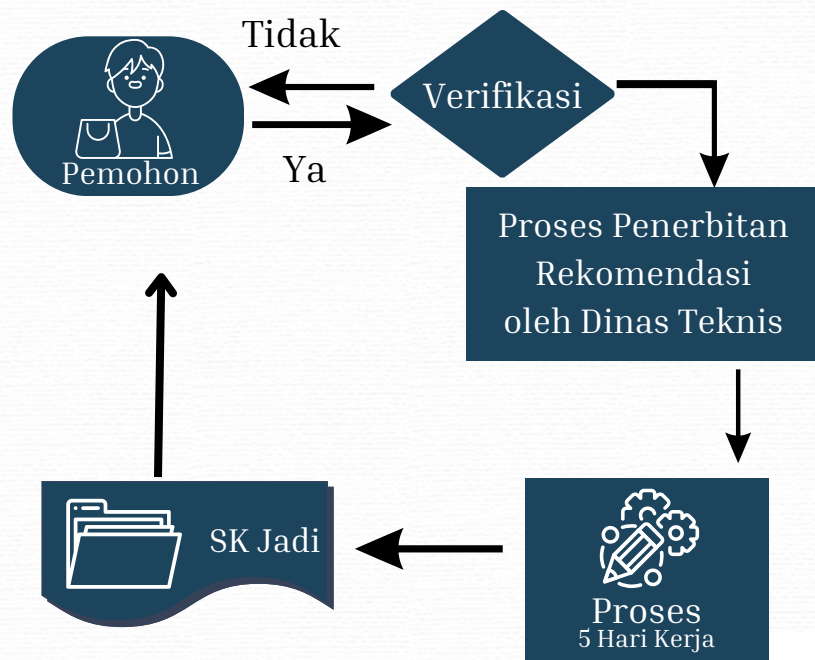 Tidak
Verifikasi
Pemohon
Ya
Proses Penerbitan
Rekomendasi
oleh Dinas Teknis
SK Jadi
Proses
5 Hari Kerja